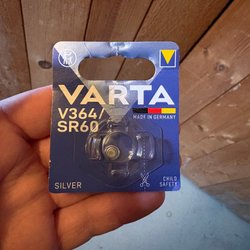 VARTA
V364/
SR60
MADE IN GERMANY
SILVER
CHILD
SAFETY